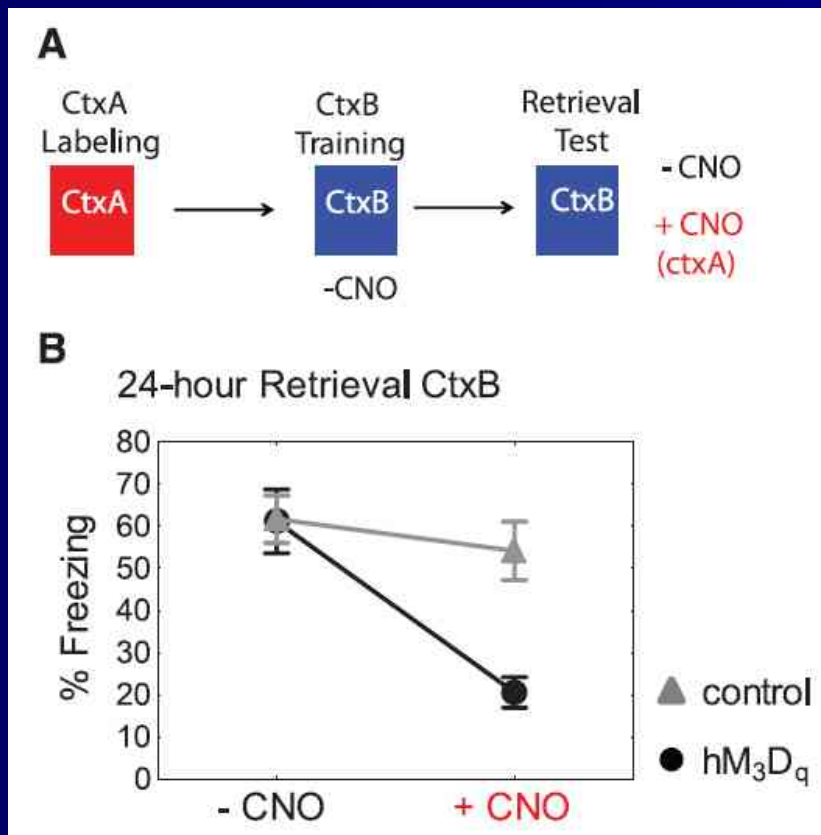 A
CtxA
Labeling
CtxA
CtxB
Training
CtxB
-CNO
Retrieval
Test
CtxB
- CNO
+ CNO
(ctxA)
B
24-hour Retrieval CtxB
% Freezing
80
70
60
50
40
30
20
10
0
- CNO
+ CNO
control
hM₃Dq